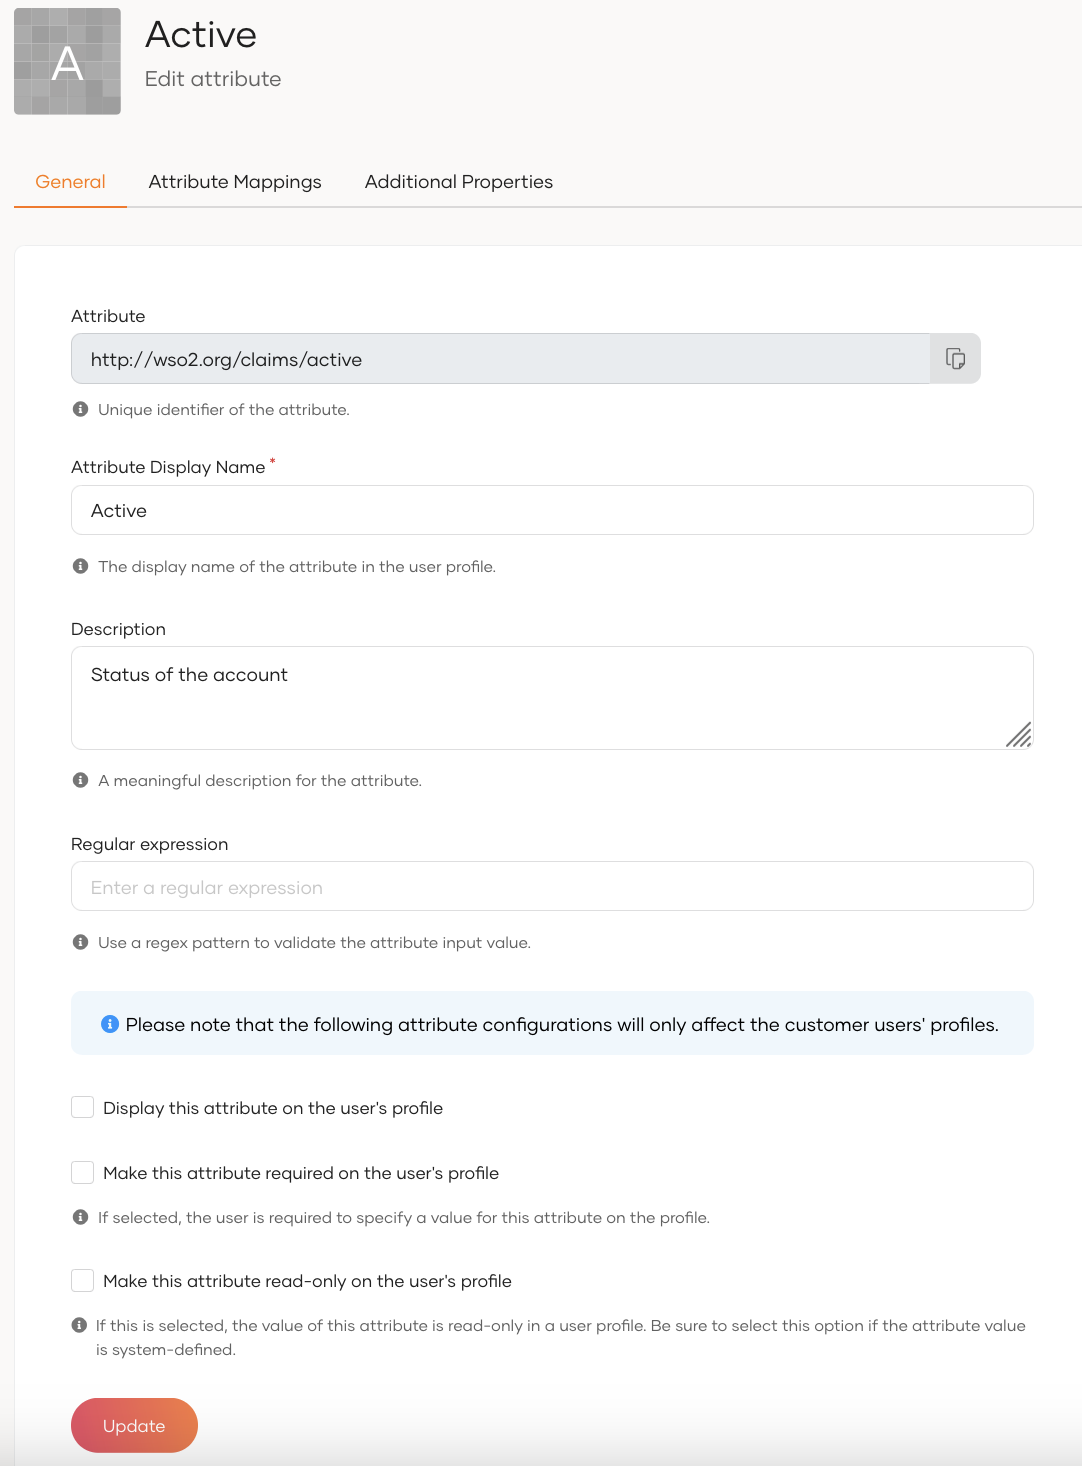 A
Active
Edit attribute
General
Attribute Mappings
Additional Properties
Attribute
http://wso2.org/claims/active
Unique identifier of the attribute.
Attribute Display Name *
Active
The display name of the attribute in the user profile.
Description
Status of the account
A meaningful description for the attribute.
Regular expression
Enter a regular expression
Use a regex pattern to validate the attribute input value.
Please note that the following attribute configurations will only affect the customer users' profiles.
Display this attribute on the user's profile
Make this attribute required on the user's profile
If selected, the user is required to specify a value for this attribute on the profile.
Make this attribute read-only on the user's profile
If this is selected, the value of this attribute is read-only in a user profile. Be sure to select this option if the attribute value
is system-defined.
Update